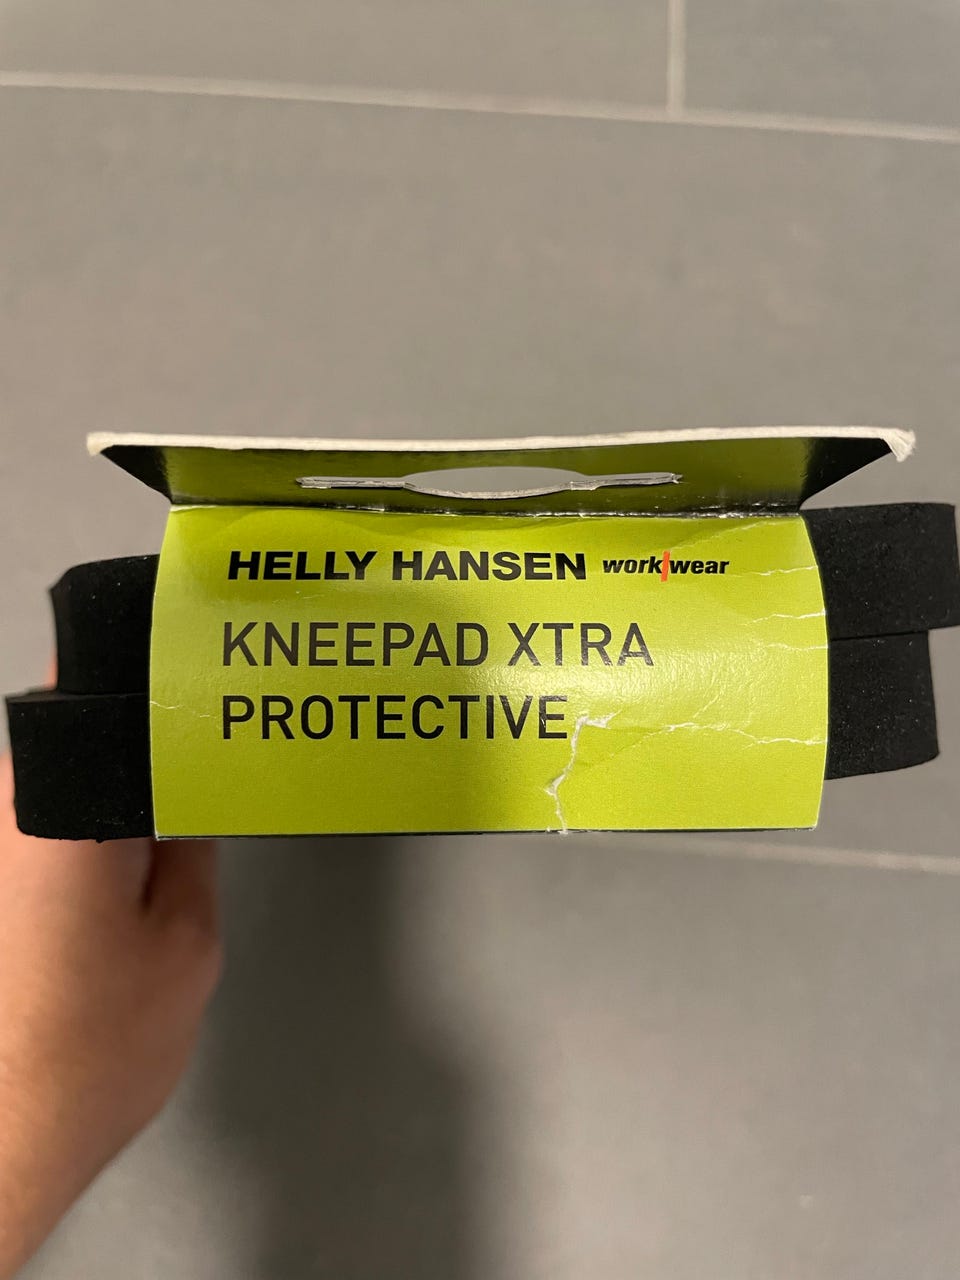 HELLY HANSEN work|wear
KNEEPAD XTRA
PROTECTIVE